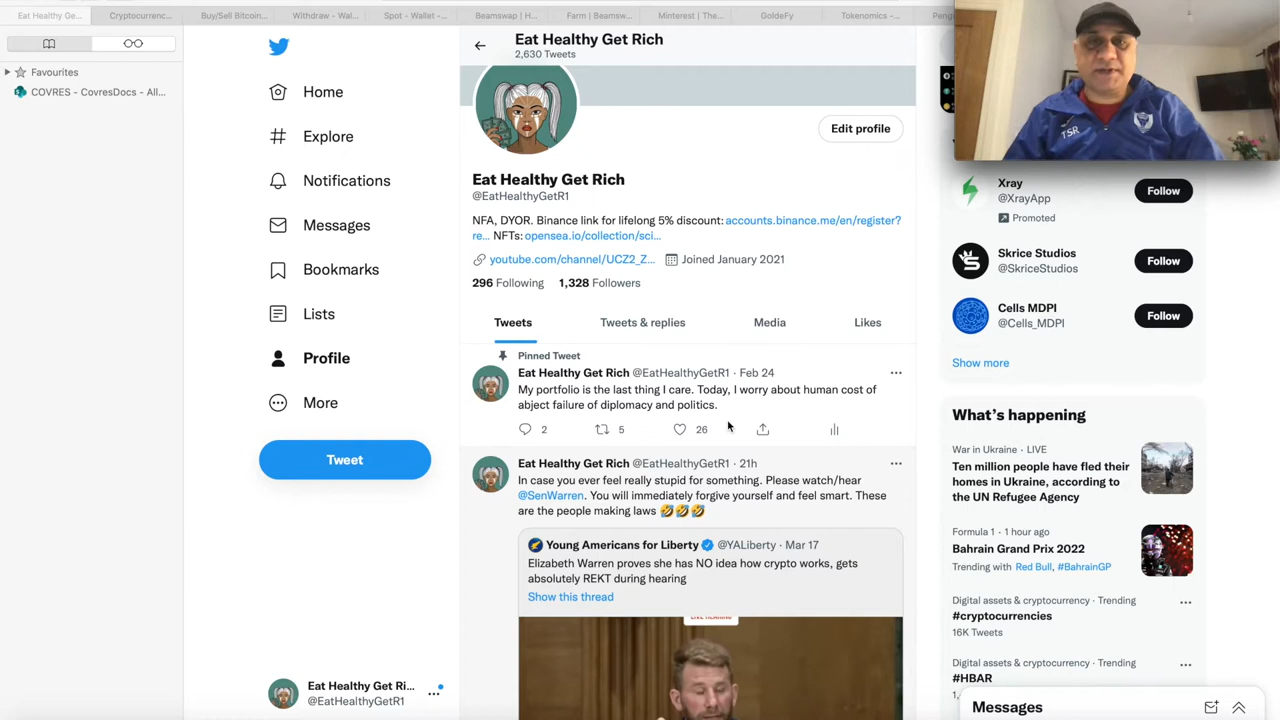 Eat Healthy Ge...
Cryptocurrenc...
Buy/Sell Bitcoin...
Withdraw - Wal...
Spot - Wallet -...
Beamswap | H...
Farm | Beamsw...
Minterest | The...
GoldeFy
Tokenomics -...
Peng
Favourites
COVRES - CovresDocs - All...
Home
Explore
Notifications
Messages
Bookmarks
Lists
Profile
More
Tweet
Eat Healthy Get Ri...
@EatHealthyGetR1
Eat Healthy Get Rich
2,630 Tweets
Edit profile
Eat Healthy Get Rich
@EatHealthyGetR1
NFA, DYOR. Binance link for lifelong 5% discount: accounts.binance.me/en/register?
re... NFTs: opensea.io/collection/sci...
youtube.com/channel/UCZ2_Z... Joined January 2021
296 Following 1,328 Followers
Tweets Tweets & replies Media Likes
Pinned Tweet
Eat Healthy Get Rich @EatHealthyGetR1 · Feb 24
My portfolio is the last thing I care. Today, I worry about human cost of
abject failure of diplomacy and politics.
2 5 26
Eat Healthy Get Rich @EatHealthyGetR1 · 21h
In case you ever feel really stupid for something. Please watch/hear
@SenWarren. You will immediately forgive yourself and feel smart. These
are the people making laws 🤣🤣🤣
Young Americans for Liberty @YALiberty · Mar 17
Elizabeth Warren proves she has NO idea how crypto works, gets
absolutely REKT during hearing
Show this thread
LIVE HEARING
TSR
Xray
@XrayApp
Promoted
Follow
Skrice Studios
@SkriceStudios
Follow
Cells MDPI
@Cells_MDPI
Follow
Show more
What's happening
War in Ukraine · LIVE
Ten million people have fled their
homes in Ukraine, according to
the UN Refugee Agency
Formula 1 · 1 hour ago
Bahrain Grand Prix 2022
Trending with Red Bull, #BahrainGP
Digital assets & cryptocurrency · Trending
#cryptocurrencies
16K Tweets
Digital assets & cryptocurrency · Trending
#HBAR
Messages